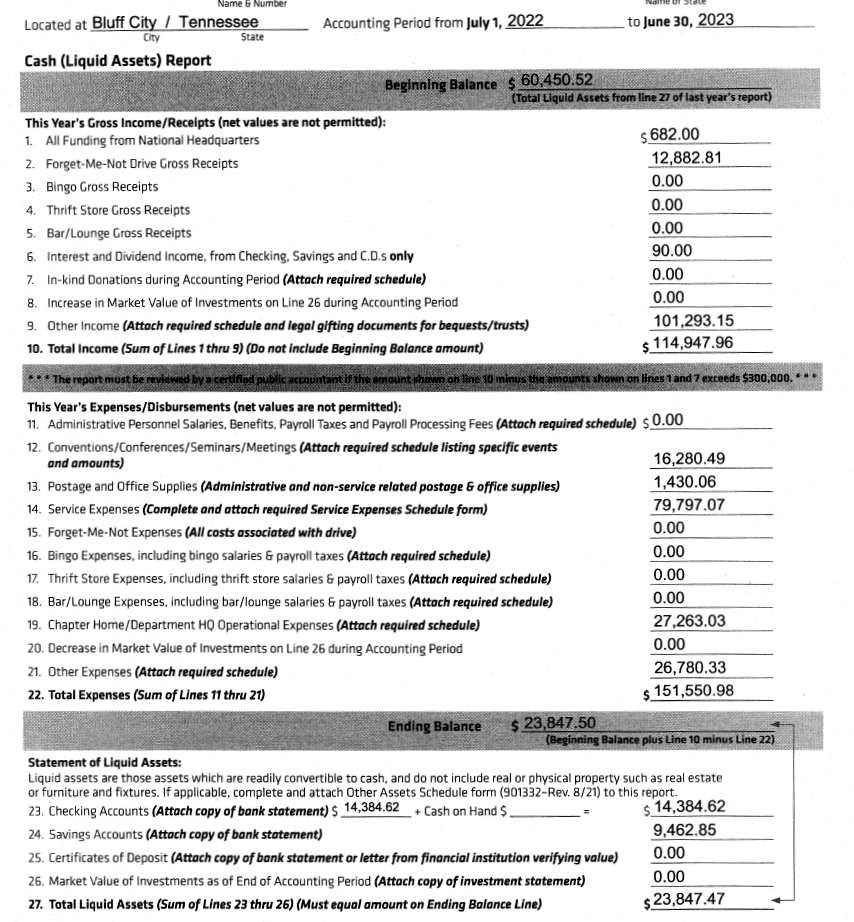 Name & Number
Name of State
Located at Bluff City / Tennessee Accounting Period from July 1, 2022 to June 30, 2023
City State
Cash (Liquid Assets) Report
Beginning Balance $ 60,450.52
(Total Liquid Assets from line 27 of last year's report)
This Year's Gross Income/Receipts (net values are not permitted):
1. All Funding from National Headquarters $ 682.00
2. Forget-Me-Not Drive Gross Receipts 12,882.81
3. Bingo Gross Receipts 0.00
4. Thrift Store Gross Receipts 0.00
5. Bar/Lounge Gross Receipts 0.00
6. Interest and Dividend Income, from Checking, Savings and C.D.s only 90.00
7. In-kind Donations during Accounting Period (Attach required schedule) 0.00
8. Increase in Market Value of Investments on Line 26 during Accounting Period 0.00
9. Other Income (Attach required schedule and legal gifting documents for bequests/trusts) 101,293.15
10. Total Income (Sum of Lines 1 thru 9) (Do not include Beginning Balance amount) $ 114,947.96
* * * The report must be reviewed by a certified public accountant if the amount shown on line 10 minus the amounts shown on lines 1 and 7 exceeds $300,000. * * *
This Year's Expenses/Disbursements (net values are not permitted):
11. Administrative Personnel Salaries, Benefits, Payroll Taxes and Payroll Processing Fees (Attach required schedule) $ 0.00
12. Conventions/Conferences/Seminars/Meetings (Attach required schedule listing specific events
and amounts) 16,280.49
13. Postage and Office Supplies (Administrative and non-service related postage & office supplies) 1,430.06
14. Service Expenses (Complete and attach required Service Expenses Schedule form) 79,797.07
15. Forget-Me-Not Expenses (All costs associated with drive) 0.00
16. Bingo Expenses, including bingo salaries & payroll taxes (Attach required schedule) 0.00
17. Thrift Store Expenses, including thrift store salaries & payroll taxes (Attach required schedule) 0.00
18. Bar/Lounge Expenses, including bar/lounge salaries & payroll taxes (Attach required schedule) 0.00
19. Chapter Home/Department HQ Operational Expenses (Attach required schedule) 27,263.03
20. Decrease in Market Value of Investments on Line 26 during Accounting Period 0.00
21. Other Expenses (Attach required schedule) 26,780.33
22. Total Expenses (Sum of Lines 11 thru 21) $ 151,550.98
Ending Balance $ 23,847.50
(Beginning Balance plus Line 10 minus Line 22)
Statement of Liquid Assets:
Liquid assets are those assets which are readily convertible to cash, and do not include real or physical property such as real estate
or furniture and fixtures. If applicable, complete and attach Other Assets Schedule form (901332-Rev. 8/21) to this report.
23. Checking Accounts (Attach copy of bank statement) $ 14,384.62 + Cash on Hand $ = $ 14,384.62
24. Savings Accounts (Attach copy of bank statement) 9,462.85
25. Certificates of Deposit (Attach copy of bank statement or letter from financial institution verifying value) 0.00
26. Market Value of Investments as of End of Accounting Period (Attach copy of investment statement) 0.00
27. Total Liquid Assets (Sum of Lines 23 thru 26) (Must equal amount on Ending Balance Line) $ 23,847.47